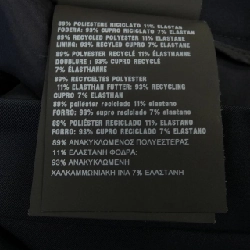 89% POLIESTERE RICICLATO 11% ELASTAN
FODERA: 93% CUPRO RICICLATO 7% ELASTAN
89% RECYCLED POLYESTER 11% ELASTANE
LINING: 93% RECYCLED CUPRO 7% ELASTANE
89% POLYESTER RECYCLÉ 11% ELASTHANNE
DOUBLURE: 93% CUPRO RECYCLÉ
7% ELASTHANNE
89% RECYCELTES POLYESTER
11% ELASTHAN FUTTER: 93% RECYCLING
CUPRO 7% ELASTHAN
89% poliéster reciclado 11% elastano
FORRO: 93% cupro reciclado 7% elastano
89% poliéster reciclado 11% elastano
Forro: 93% cupro reciclado 7% elastano
89% ΑΝΑΚΥΚΛΩΜΕΝΟΣ ΠΟΛΥΕΣΤΕΡΑΣ
11% ΕΛΑΣΤΑΝΗ ΦΟΔΡΑ:
93% ΑΝΑΚΥΚΛΩΜΕΝΗ
ΧΑΛΚΑΜΜΩΝΙΑΚΗ ΙΝΑ 7% ΕΛΑΣΤΑΝΗ